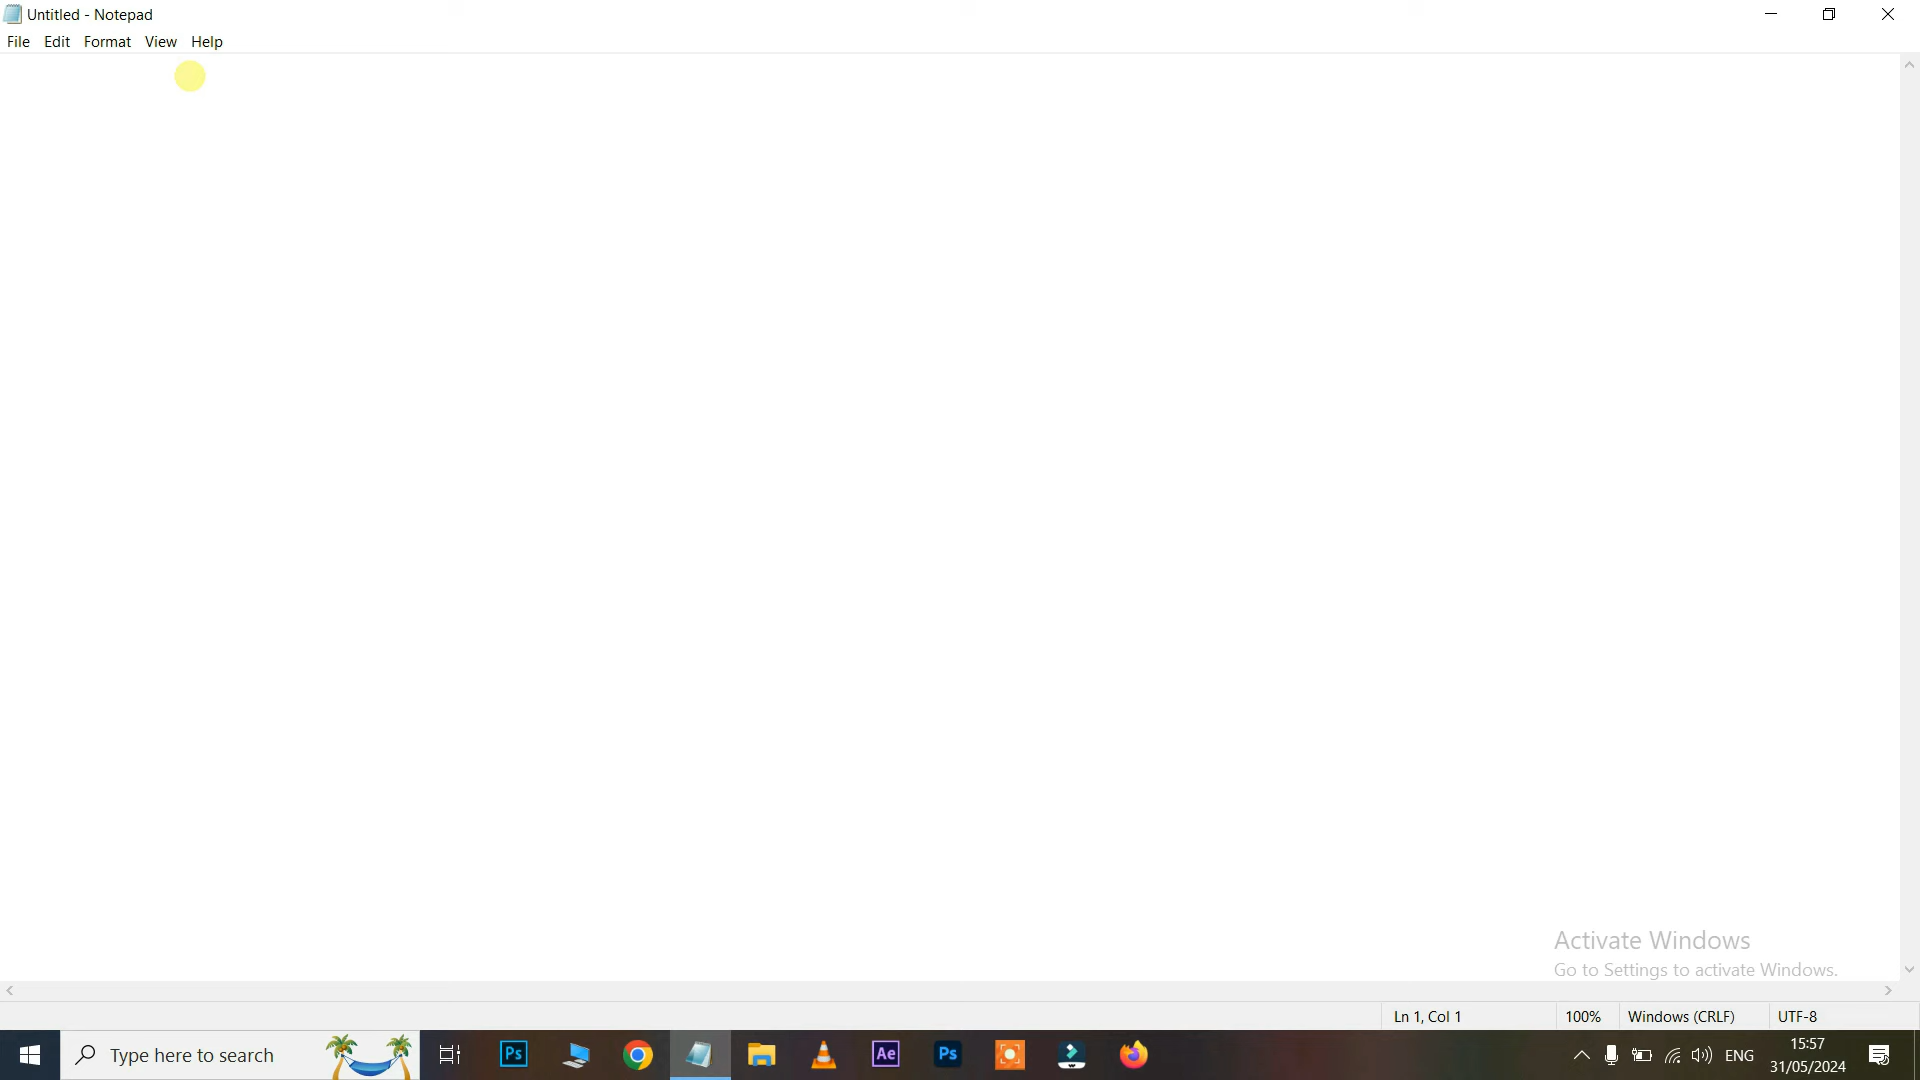 Untitled - Notepad
File Edit Format View Help
Activate Windows
Go to Settings to activate Windows.
Ln 1, Col 1 100% Windows (CRLF) UTF-8
Type here to search Ps Ae Ps ENG 15:57
31/05/2024